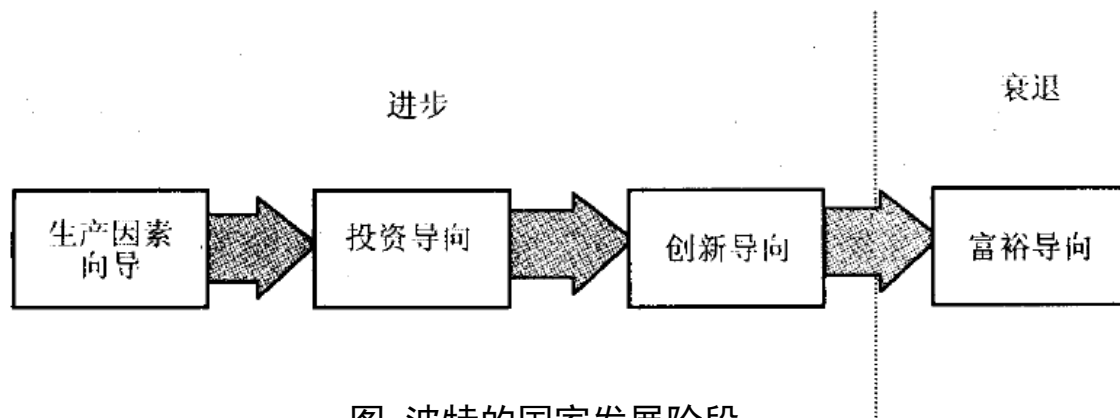 进步
衰退
生产因素
向导
投资导向
创新导向
富裕导向
图 波特的国家发展阶段